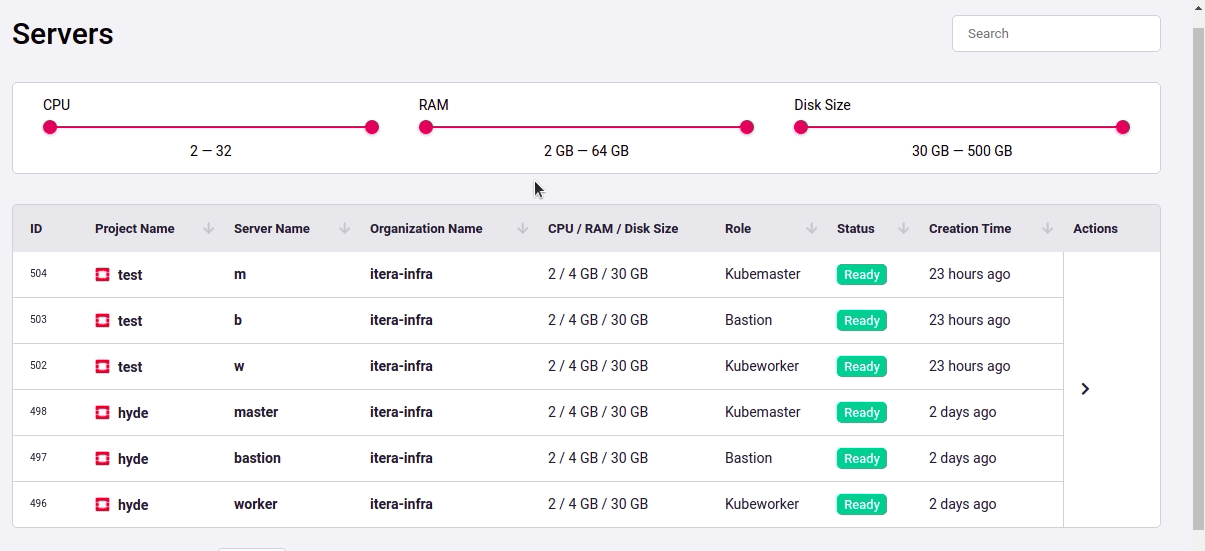 Servers
Search
CPU RAM Disk Size
2 — 32 2 GB — 64 GB 30 GB — 500 GB
ID Project Name Server Name Organization Name CPU / RAM / Disk Size Role Status Creation Time Actions
504 test m itera-infra 2 / 4 GB / 30 GB Kubemaster Ready 23 hours ago
503 test b itera-infra 2 / 4 GB / 30 GB Bastion Ready 23 hours ago
502 test w itera-infra 2 / 4 GB / 30 GB Kubeworker Ready 23 hours ago
498 hyde master itera-infra 2 / 4 GB / 30 GB Kubemaster Ready 2 days ago
497 hyde bastion itera-infra 2 / 4 GB / 30 GB Bastion Ready 2 days ago
496 hyde worker itera-infra 2 / 4 GB / 30 GB Kubeworker Ready 2 days ago